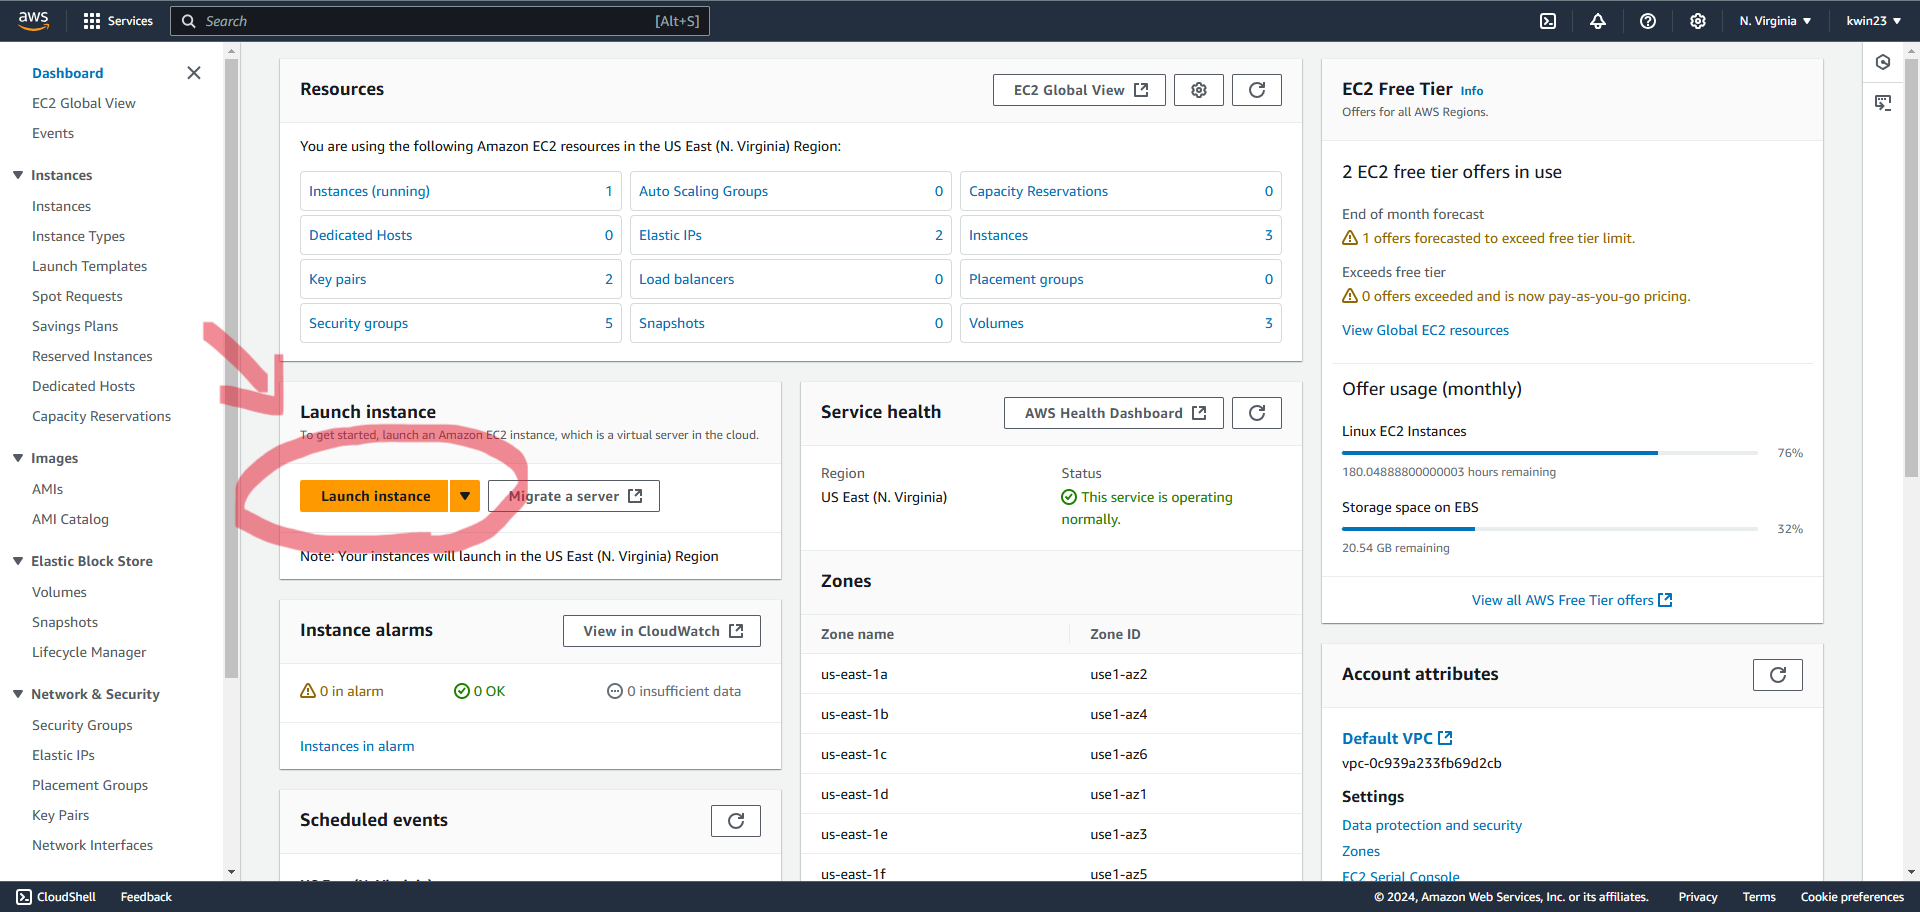 aws
Services
Search
[Alt+S]
N. Virginia
kwin23
Dashboard
EC2 Global View
Events
Instances
Instances
Instance Types
Launch Templates
Spot Requests
Savings Plans
Reserved Instances
Dedicated Hosts
Capacity Reservations
Images
AMIs
AMI Catalog
Elastic Block Store
Volumes
Snapshots
Lifecycle Manager
Network & Security
Security Groups
Elastic IPs
Placement Groups
Key Pairs
Network Interfaces
Resources
EC2 Global View
You are using the following Amazon EC2 resources in the US East (N. Virginia) Region:
Instances (running) 1
Auto Scaling Groups 0
Capacity Reservations 0
Dedicated Hosts 0
Elastic IPs 2
Instances 3
Key pairs 2
Load balancers 0
Placement groups 0
Security groups 5
Snapshots 0
Volumes 3
Launch instance
To get started, launch an Amazon EC2 instance, which is a virtual server in the cloud.
Launch instance
Migrate a server
Note: Your instances will launch in the US East (N. Virginia) Region
Instance alarms
View in CloudWatch
0 in alarm
0 OK
0 insufficient data
Instances in alarm
Scheduled events
Service health
AWS Health Dashboard
Region
US East (N. Virginia)
Status
This service is operating
normally.
Zones
Zone name Zone ID
us-east-1a use1-az2
us-east-1b use1-az4
us-east-1c use1-az6
us-east-1d use1-az1
us-east-1e use1-az3
us-east-1f use1-az5
EC2 Free Tier Info
Offers for all AWS Regions.
2 EC2 free tier offers in use
End of month forecast
1 offers forecasted to exceed free tier limit.
Exceeds free tier
0 offers exceeded and is now pay-as-you-go pricing.
View Global EC2 resources
Offer usage (monthly)
Linux EC2 Instances
76%
180.04888800000003 hours remaining
Storage space on EBS
32%
20.54 GB remaining
View all AWS Free Tier offers
Account attributes
Default VPC
vpc-0c939a233fb69d2cb
Settings
Data protection and security
Zones
EC2 Serial Console
CloudShell
Feedback
© 2024, Amazon Web Services, Inc. or its affiliates.
Privacy
Terms
Cookie preferences